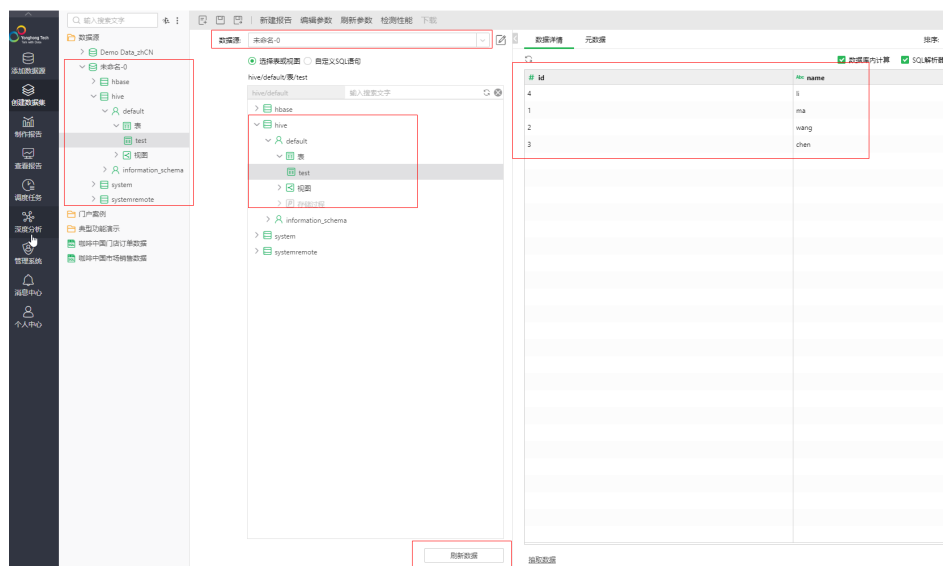 Yonghong Tech
添加数据源
创建数据集
制作报告
查看报告
调度任务
深度分析
管理系统
消息中心
个人中心
输入搜索文字
数据源
Demo Data_zhCN
未命名-0
hbase
hive
default
表
test
视图
information_schema
system
systemremote
门户案例
典型功能演示
咖啡中国门店订单数据
咖啡中国市场销售数据
新建报告 编辑参数 刷新参数 检测性能 下载
数据源: 未命名-0
选择表或视图 自定义SQL语句
hive/default/表/test
hive/default 输入搜索文字
hbase
hive
default
表
test
视图
存储过程
information_schema
system
systemremote
刷新数据
数据详情 元数据 排序:
数据库内计算 SQL解析器
# id Abc name
4 li
1 ma
2 wang
3 chen
抽取数据